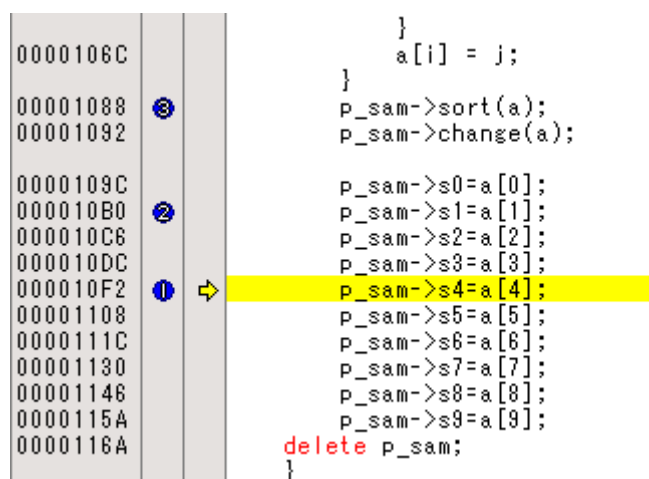 }
0000106C a[i] = j;
}
00001088 3 p_sam->sort(a);
00001092 p_sam->change(a);
0000109C p_sam->s0=a[0];
000010B0 2 p_sam->s1=a[1];
000010C6 p_sam->s2=a[2];
000010DC p_sam->s3=a[3];
000010F2 1 p_sam->s4=a[4];
00001108 p_sam->s5=a[5];
0000111C p_sam->s6=a[6];
00001130 p_sam->s7=a[7];
00001146 p_sam->s8=a[8];
0000115A p_sam->s9=a[9];
0000116A delete p_sam;
}